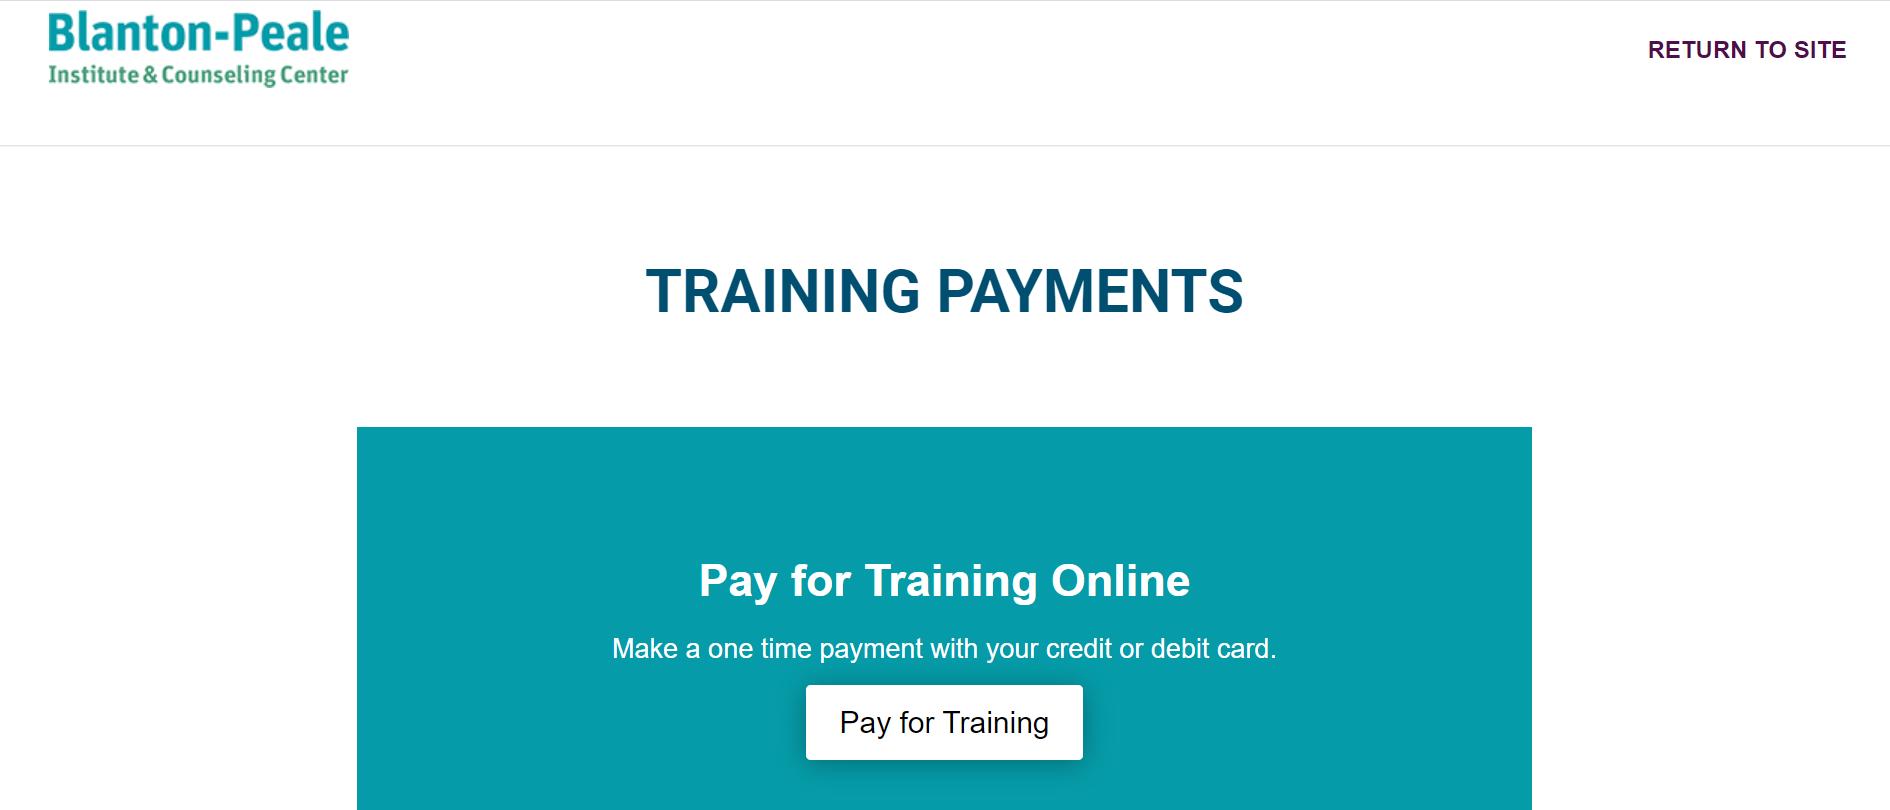 Blanton-Peale
Institute & Counseling Center
RETURN TO SITE
TRAINING PAYMENTS
Pay for Training Online
Make a one time payment with your credit or debit card.
Pay for Training